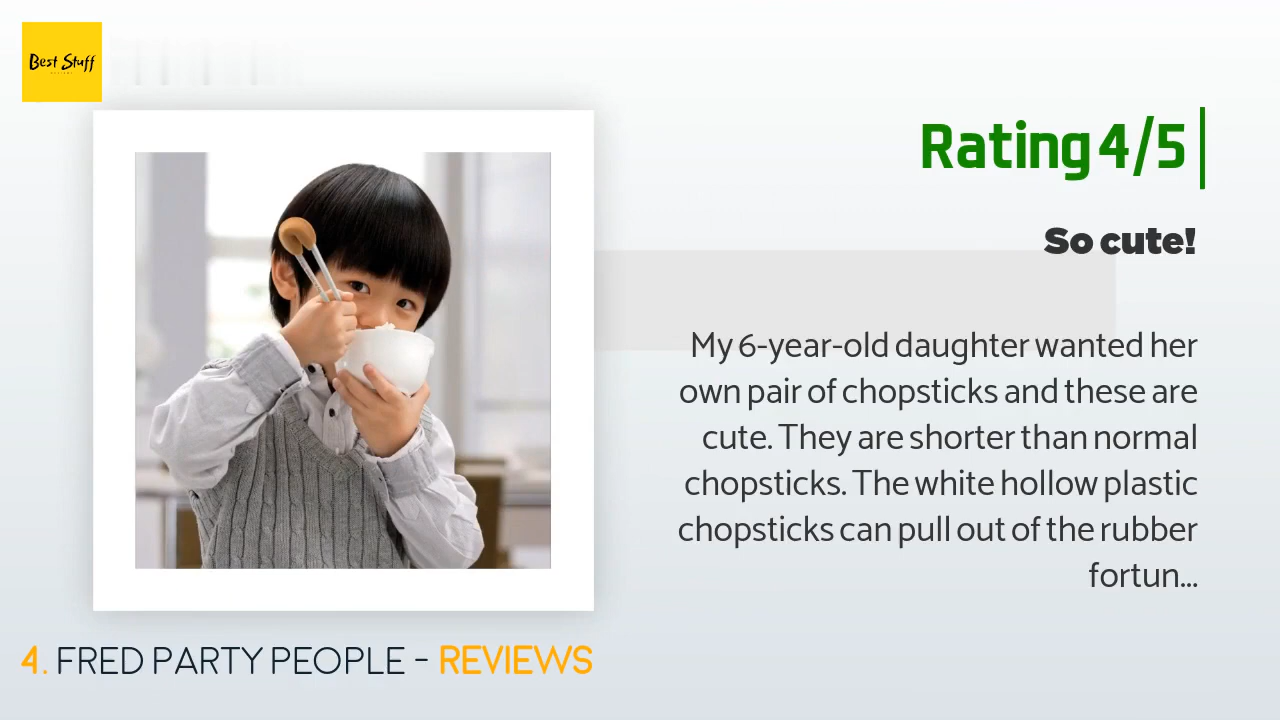 Best Stuff
Rating 4/5
So cute!
My 6-year-old daughter wanted her
own pair of chopsticks and these are
cute. They are shorter than normal
chopsticks. The white hollow plastic
chopsticks can pull out of the rubber
fortun...
4. FRED PARTY PEOPLE - REVIEWS